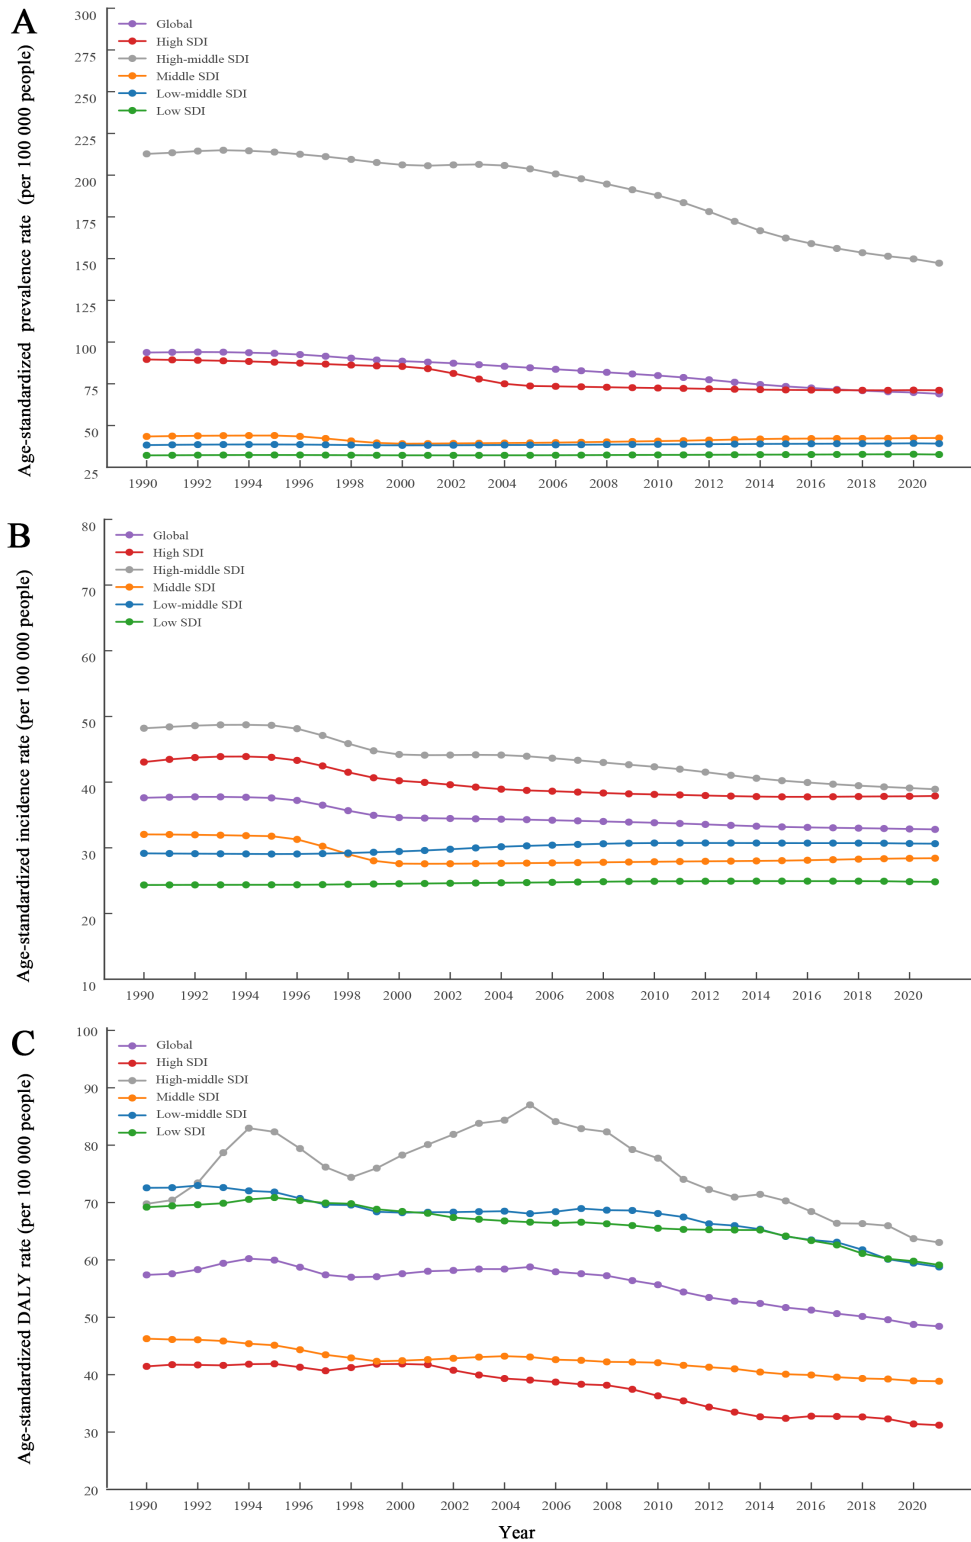 A
Age-standardized prevalence rate (per 100 000 people)
300
275
250
225
200
175
150
125
100
75
50
25
Global
High SDI
High-middle SDI
Middle SDI
Low-middle SDI
Low SDI
1990 1992 1994 1996 1998 2000 2002 2004 2006 2008 2010 2012 2014 2016 2018 2020
B
Age-standardized incidence rate (per 100 000 people)
80
70
60
50
40
30
20
10
Global
High SDI
High-middle SDI
Middle SDI
Low-middle SDI
Low SDI
1990 1992 1994 1996 1998 2000 2002 2004 2006 2008 2010 2012 2014 2016 2018 2020
C
Age-standardized DALY rate (per 100 000 people)
100
90
80
70
60
50
40
30
20
Global
High SDI
High-middle SDI
Middle SDI
Low-middle SDI
Low SDI
1990 1992 1994 1996 1998 2000 2002 2004 2006 2008 2010 2012 2014 2016 2018 2020
Year